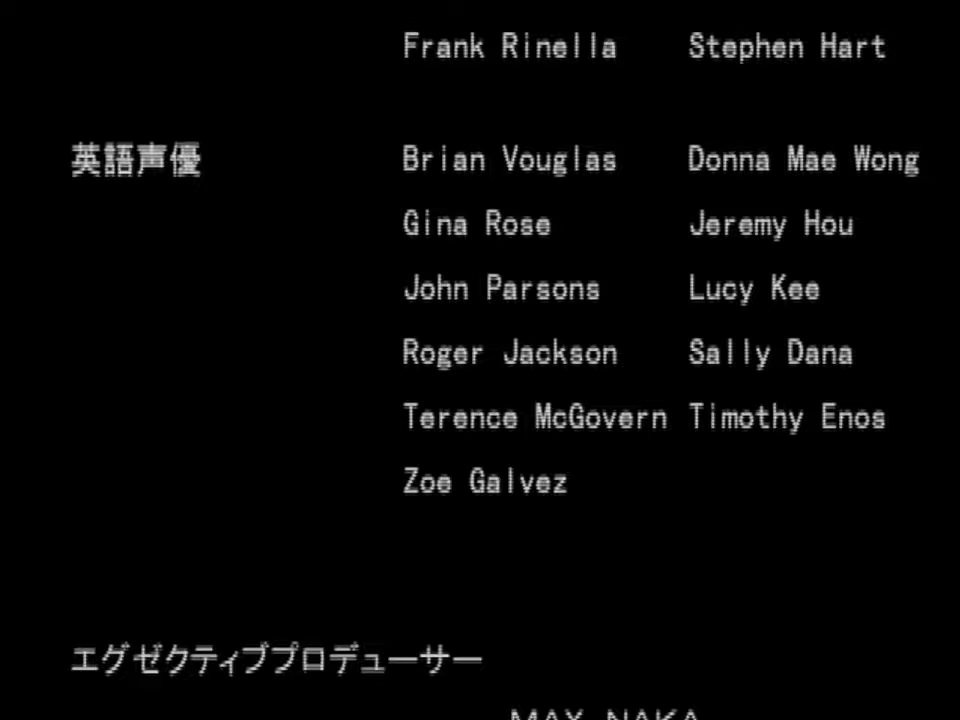 Frank Rinella Stephen Hart
英語声優 Brian Vouglas Donna Mae Wong
Gina Rose Jeremy Hou
John Parsons Lucy Kee
Roger Jackson Sally Dana
Terence McGovern Timothy Enos
Zoe Galvez
エグゼクティブプロデューサー
MAX NAKA